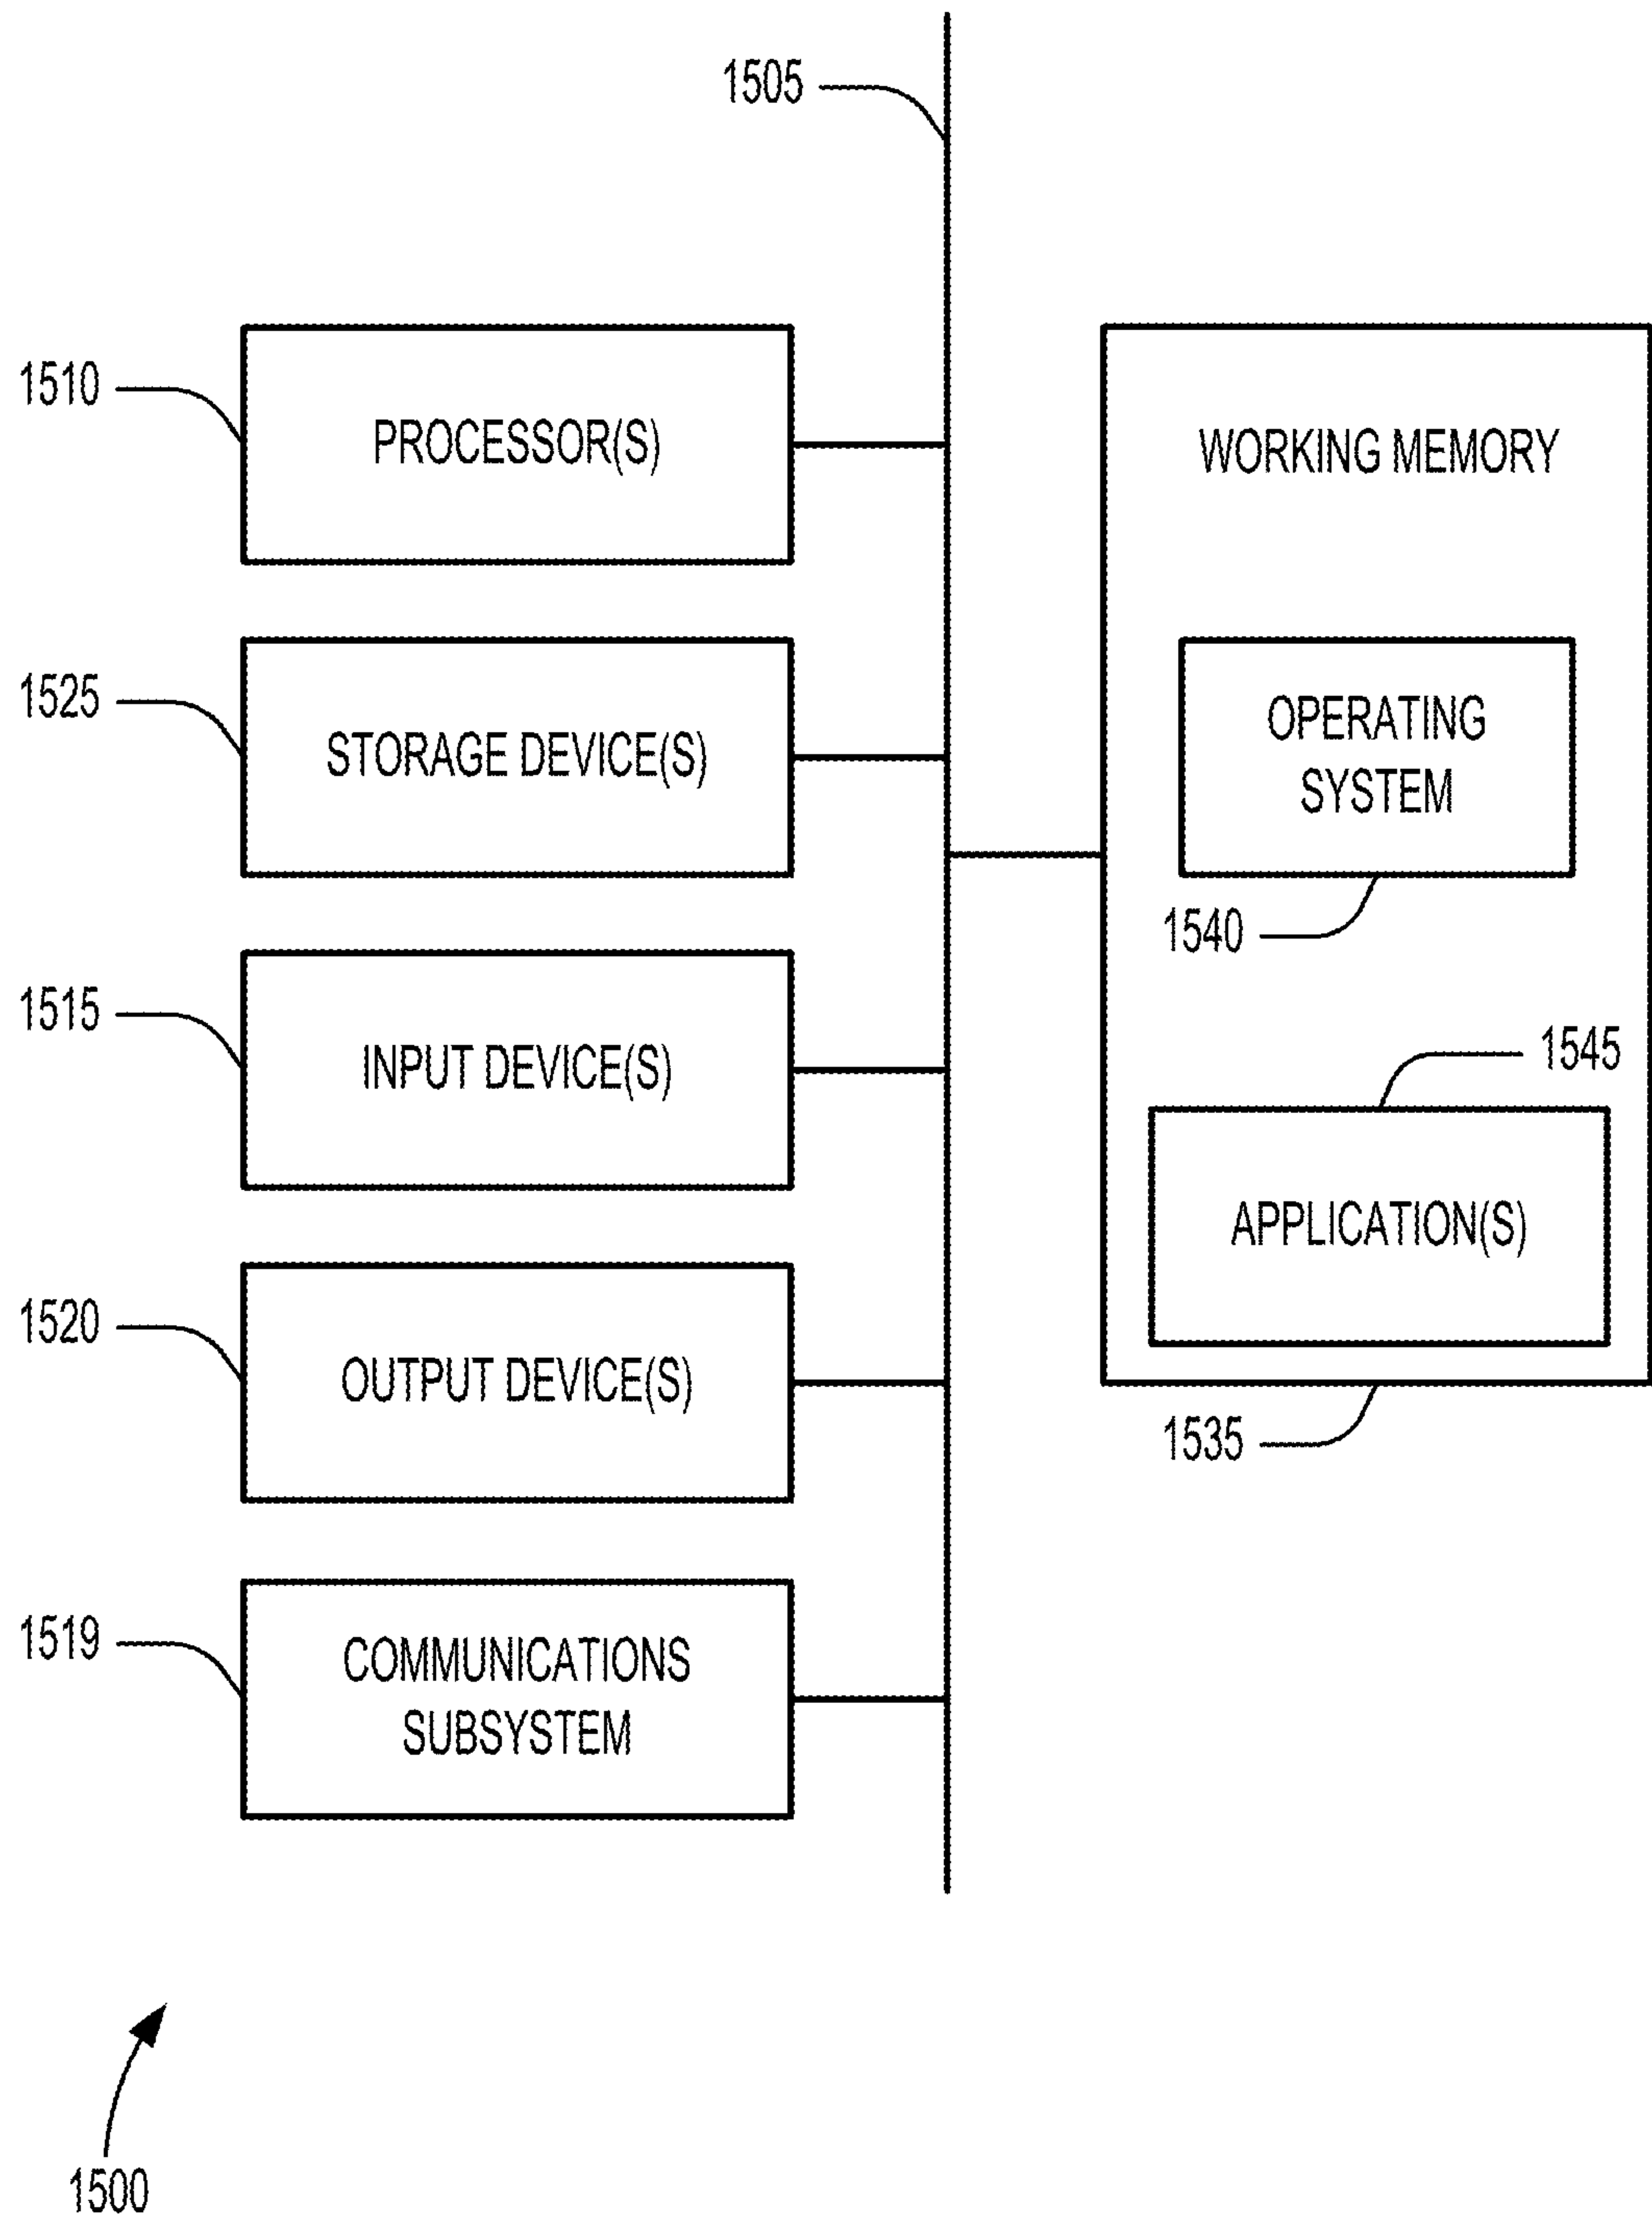 1505
1510
PROCESSOR(S)
WORKING MEMORY
1525
STORAGE DEVICE(S)
OPERATING
SYSTEM
1540
1515
INPUT DEVICE(S)
1545
APPLICATION(S)
1520
OUTPUT DEVICE(S)
1535
1519
COMMUNICATIONS
SUBSYSTEM
1500